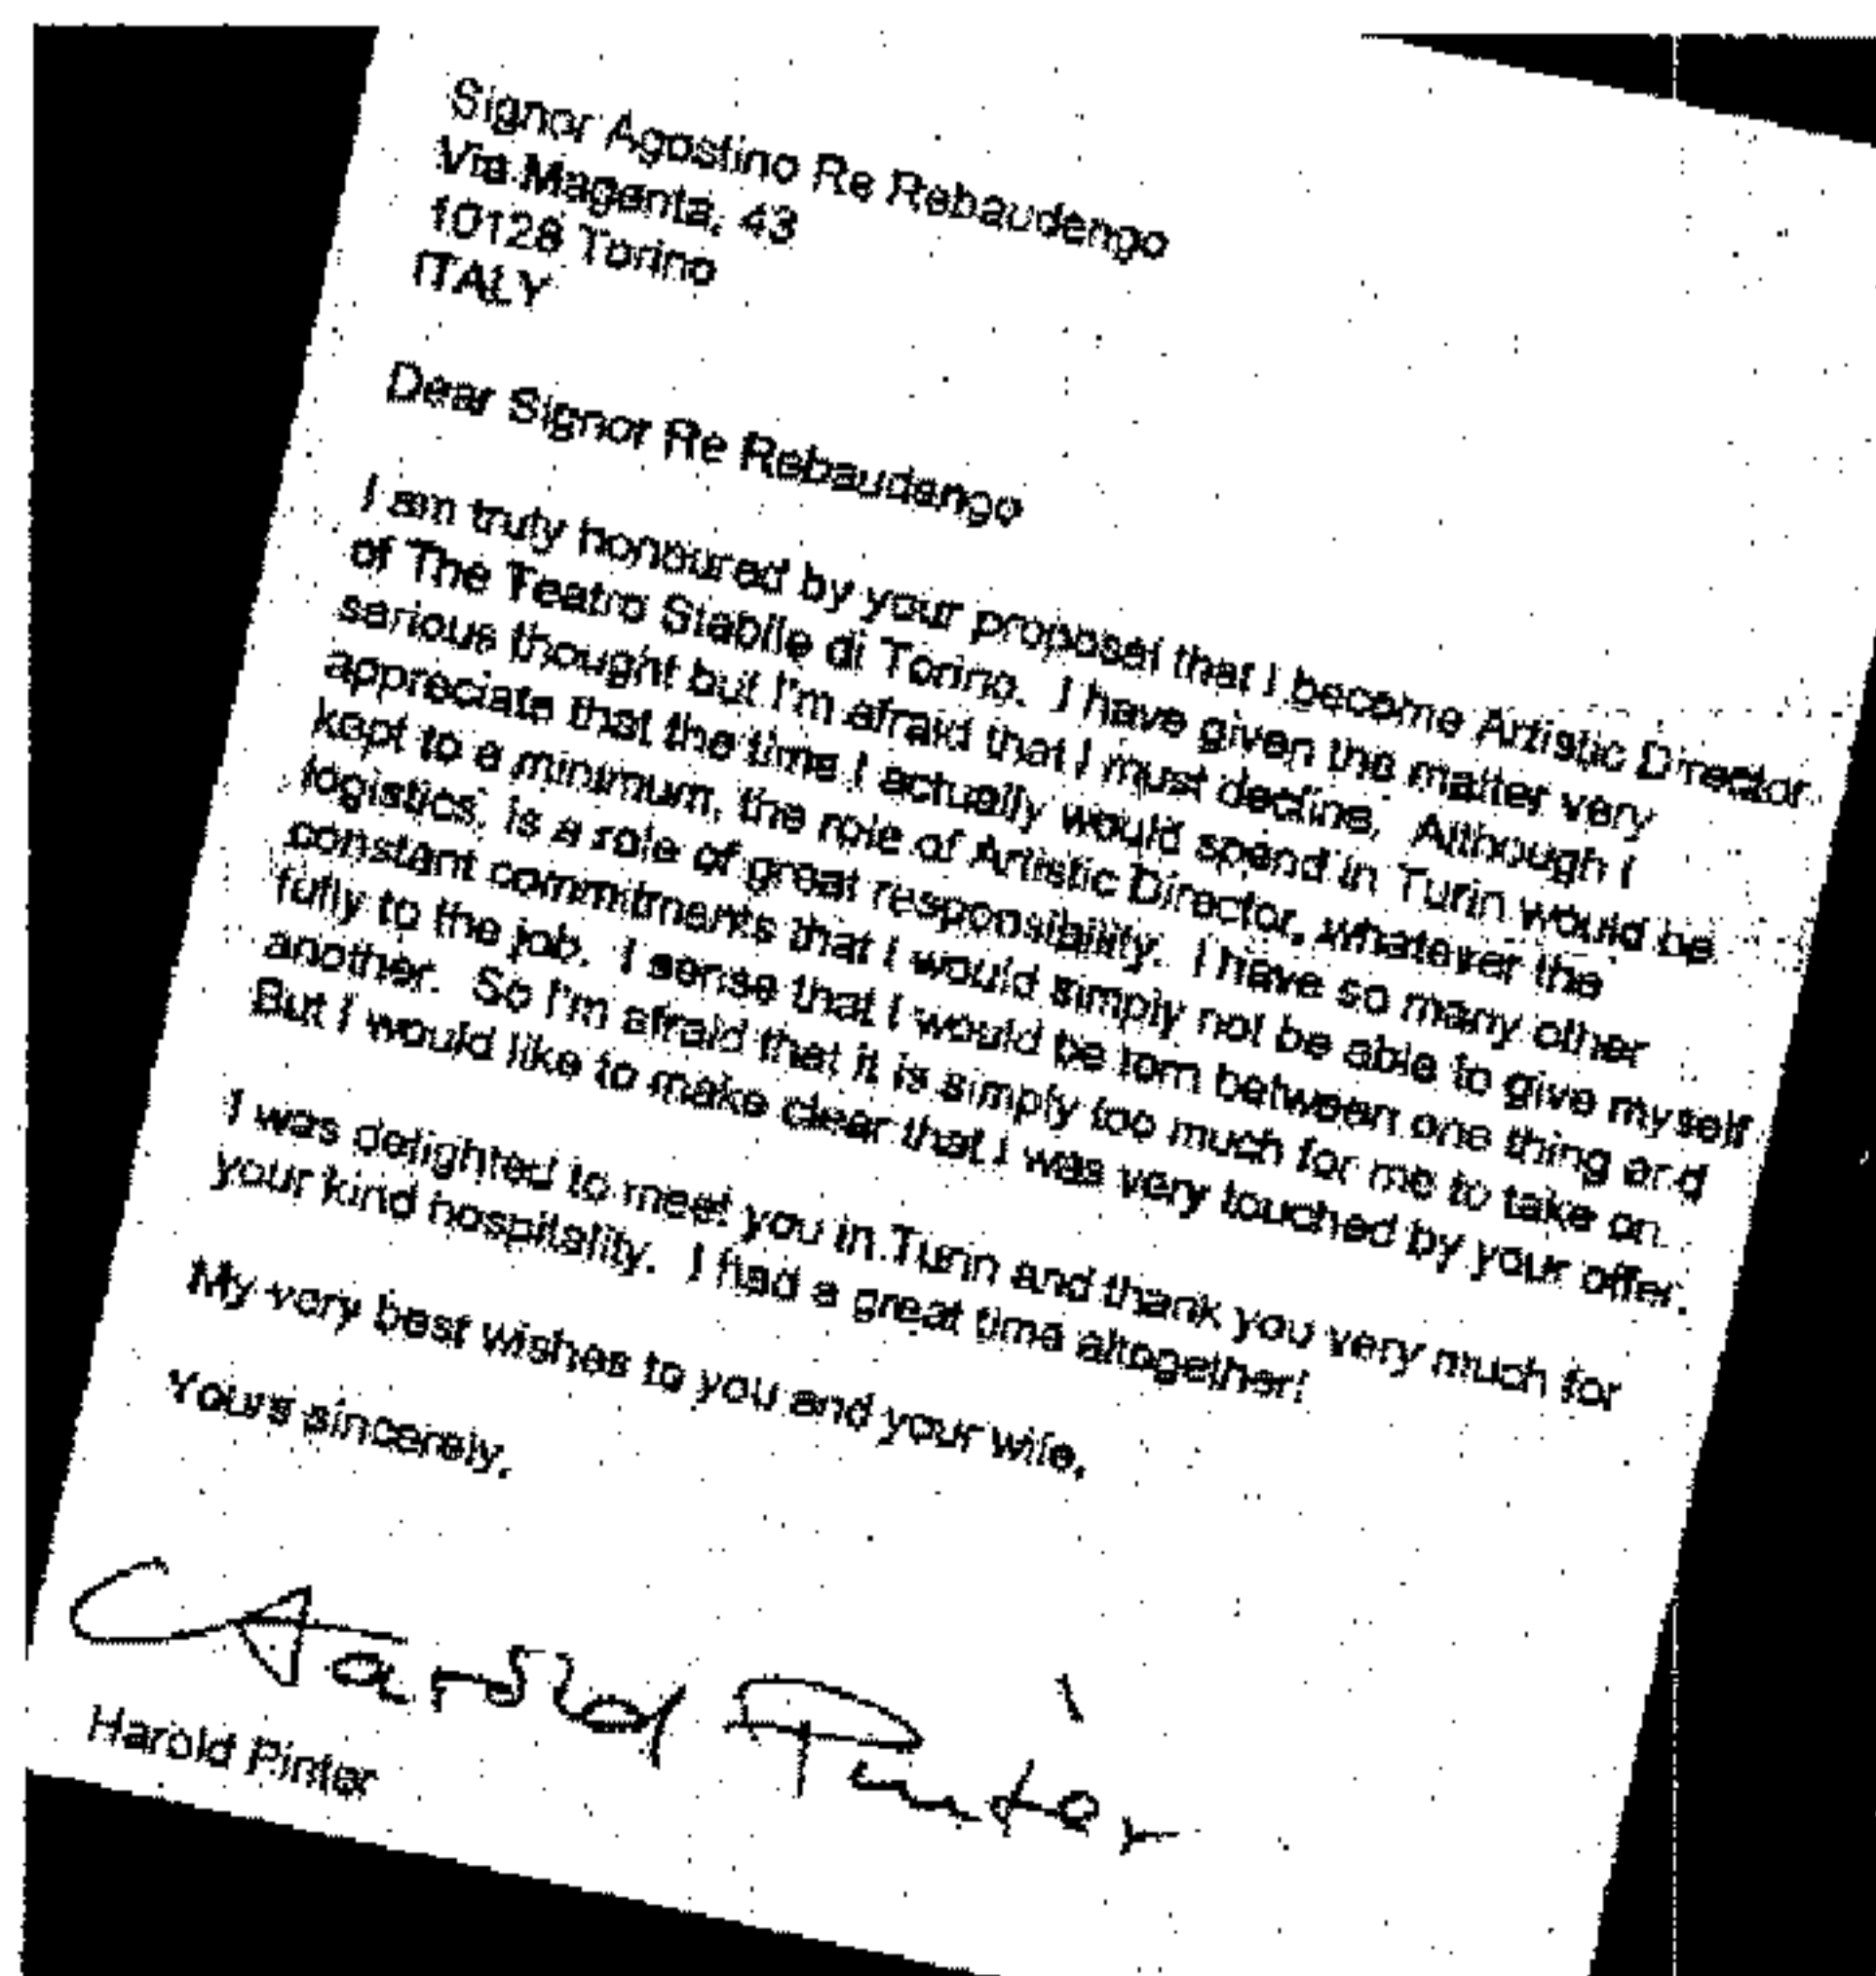 Signor Agostino Re Rebaudengo
Via Magenta, 43
10128 Torino
ITALY
Dear Signor Re Rebaudengo
I am truly honoured by your proposal that I become Artistic Director
of The Teatro Stabile di Torino. I have given the matter very
serious thought but I'm afraid that I must decline. Although I
appreciate that the time I actually would spend in Turin would be
kept to a minimum, the role of Artistic Director, whatever the
logistics, is a role of great responsibility. I have so many other
constant commitments that I would simply not be able to give myself
fully to the job. I sense that I would be torn between one thing and
another. So I'm afraid that it is simply too much for me to take on.
But I would like to make clear that I was very touched by your offer.
I was delighted to meet you in Turin and thank you very much for
your kind hospitality. I had a great time altogether!
My very best wishes to you and your wife,
Yours sincerely,
Harold Pinter
Harold Pinter